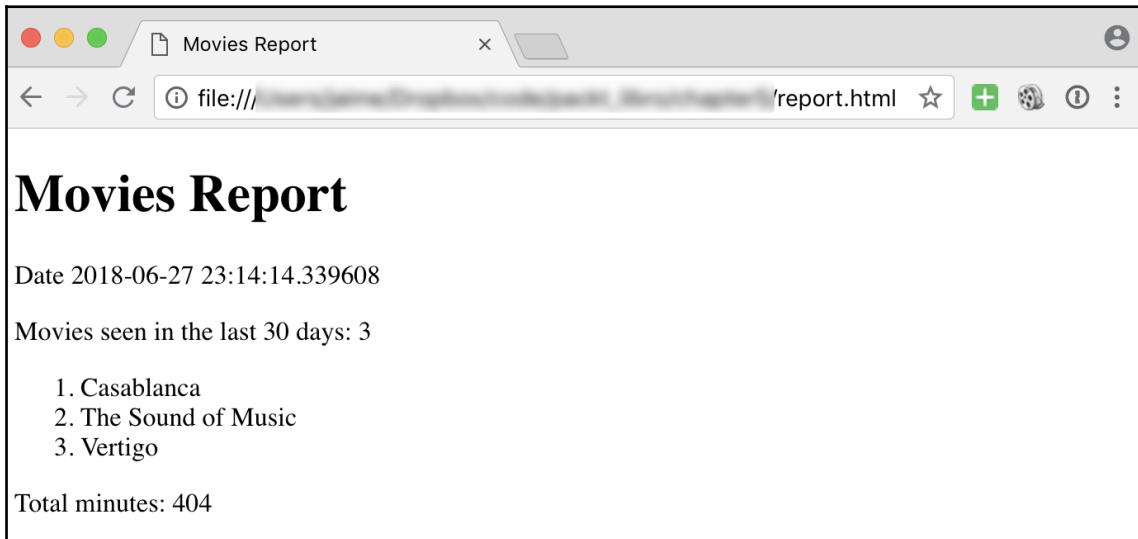 Movies Report
file:/// /report.html
Movies Report
Date 2018-06-27 23:14:14.339608
Movies seen in the last 30 days: 3
1. Casablanca
2. The Sound of Music
3. Vertigo
Total minutes: 404